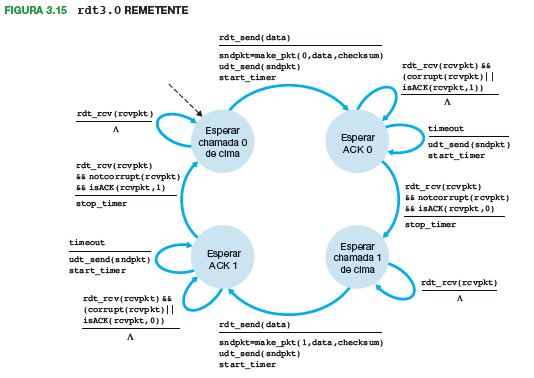 FIGURA 3.15 rdt3.0 REMETENTE
rdt_send(data)
sndpkt=make_pkt(0,data,checksum)
udt_send(sndpkt)
start_timer
rdt_rcv(rcvpkt)&&
(corrupt(rcvpkt)||
isACK(rcvpkt,1))
Λ
rdt_rcv(rcvpkt)
Λ
Esperar
chamada 0
de cima
Esperar
ACK 0
timeout
udt_send(sndpkt)
start_timer
rdt_rcv(rcvpkt)
&& notcorrupt(rcvpkt)
&& isACK(rcvpkt,1)
stop_timer
rdt_rcv(rcvpkt)
&& notcorrupt(rcvpkt)
&& isACK(rcvpkt,0)
stop_timer
timeout
udt_send(sndpkt)
start_timer
Esperar
ACK 1
Esperar
chamada 1
de cima
rdt_rcv(rcvpkt)
Λ
rdt_rcv(rcvpkt)&&
(corrupt(rcvpkt)||
isACK(rcvpkt,0))
Λ
rdt_send(data)
sndpkt=make_pkt(1,data,checksum)
udt_send(sndpkt)
start_timer